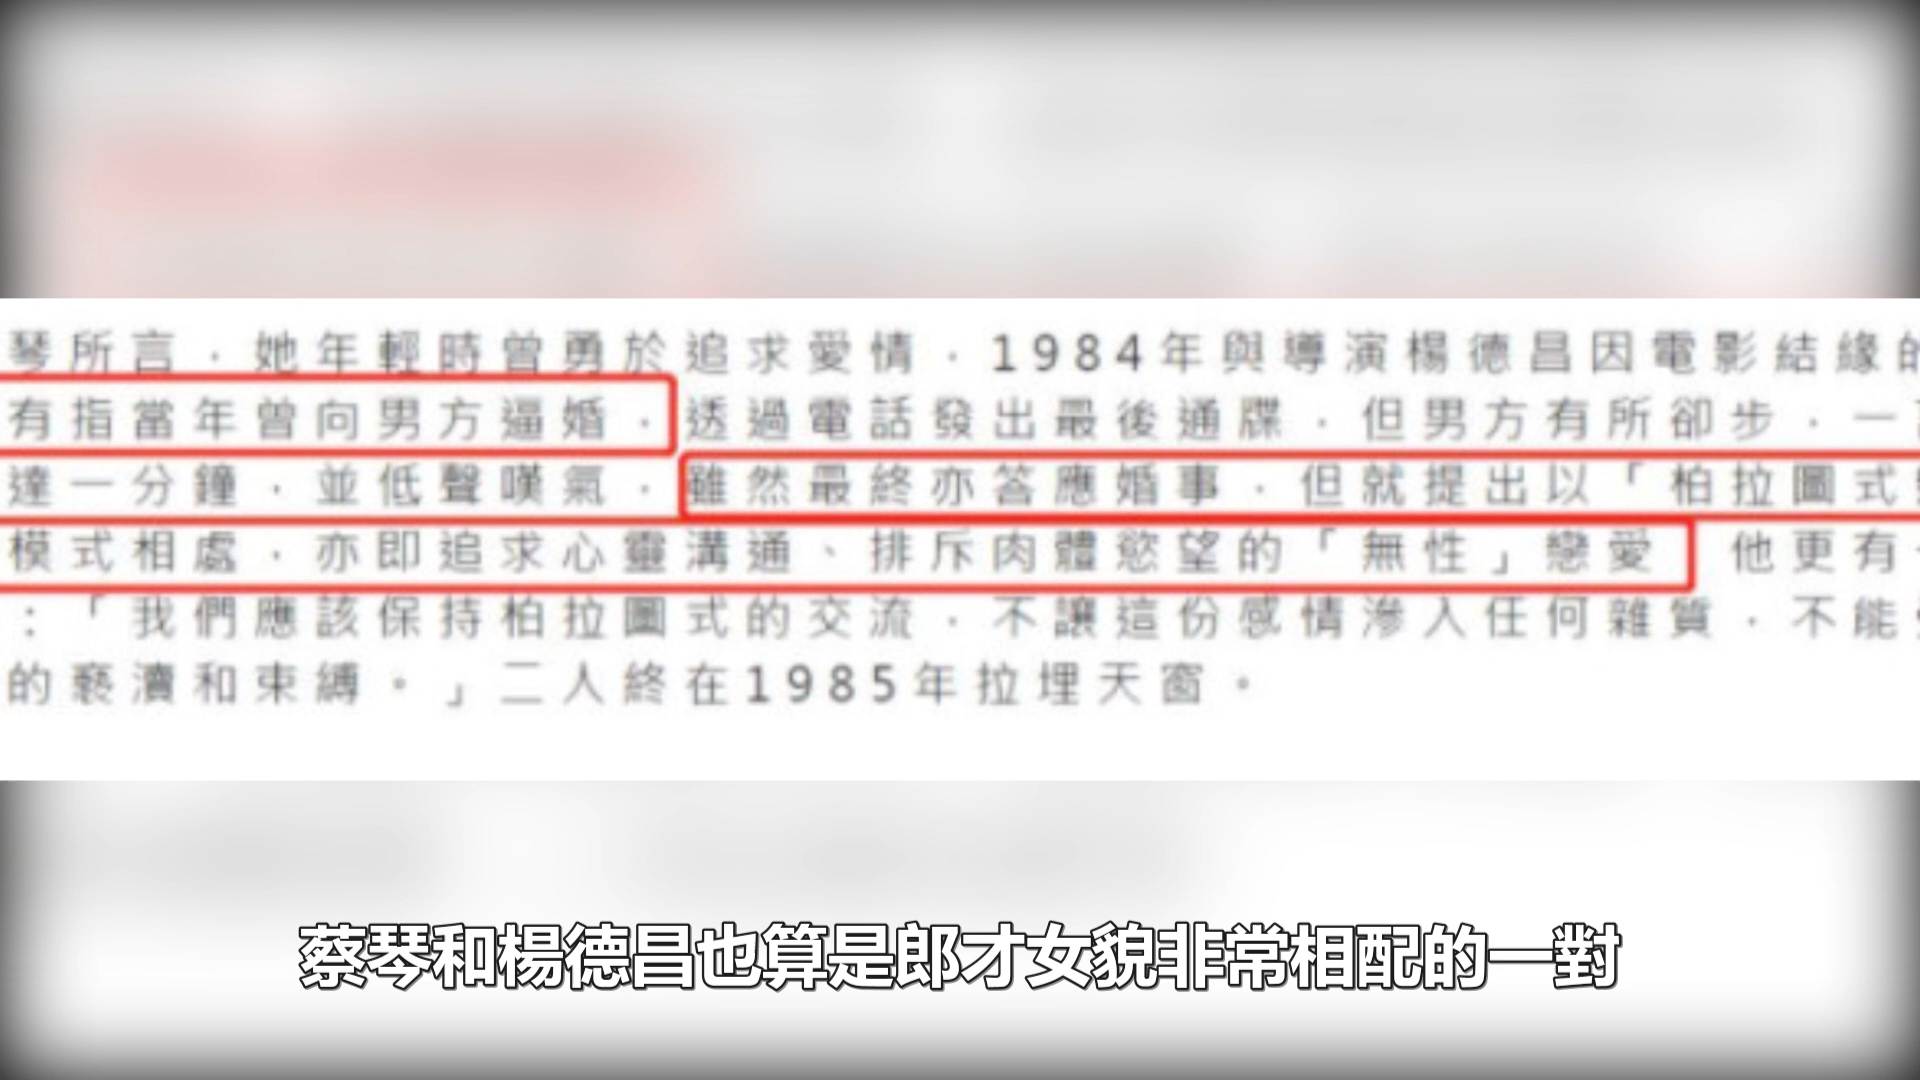 琴所言，她年輕時曾勇於追求愛情，1984年與導演楊德昌因電影結緣的
有指當年曾向男方逼婚，透過電話發出最後通牒，但男方有所卻步，一
達一分鐘，並低聲嘆氣，雖然最終亦答應婚事，但就提出以「柏拉圖式
模式相處，亦即追求心靈溝通、排斥肉體慾望的「無性」戀愛 他更有
：「我們應該保持柏拉圖式的交流，不讓這份感情滲入任何雜質，不能
的褻瀆和束縛。」二人終在1985年拉埋天窗。
蔡琴和楊德昌也算是郎才女貌非常相配的一對